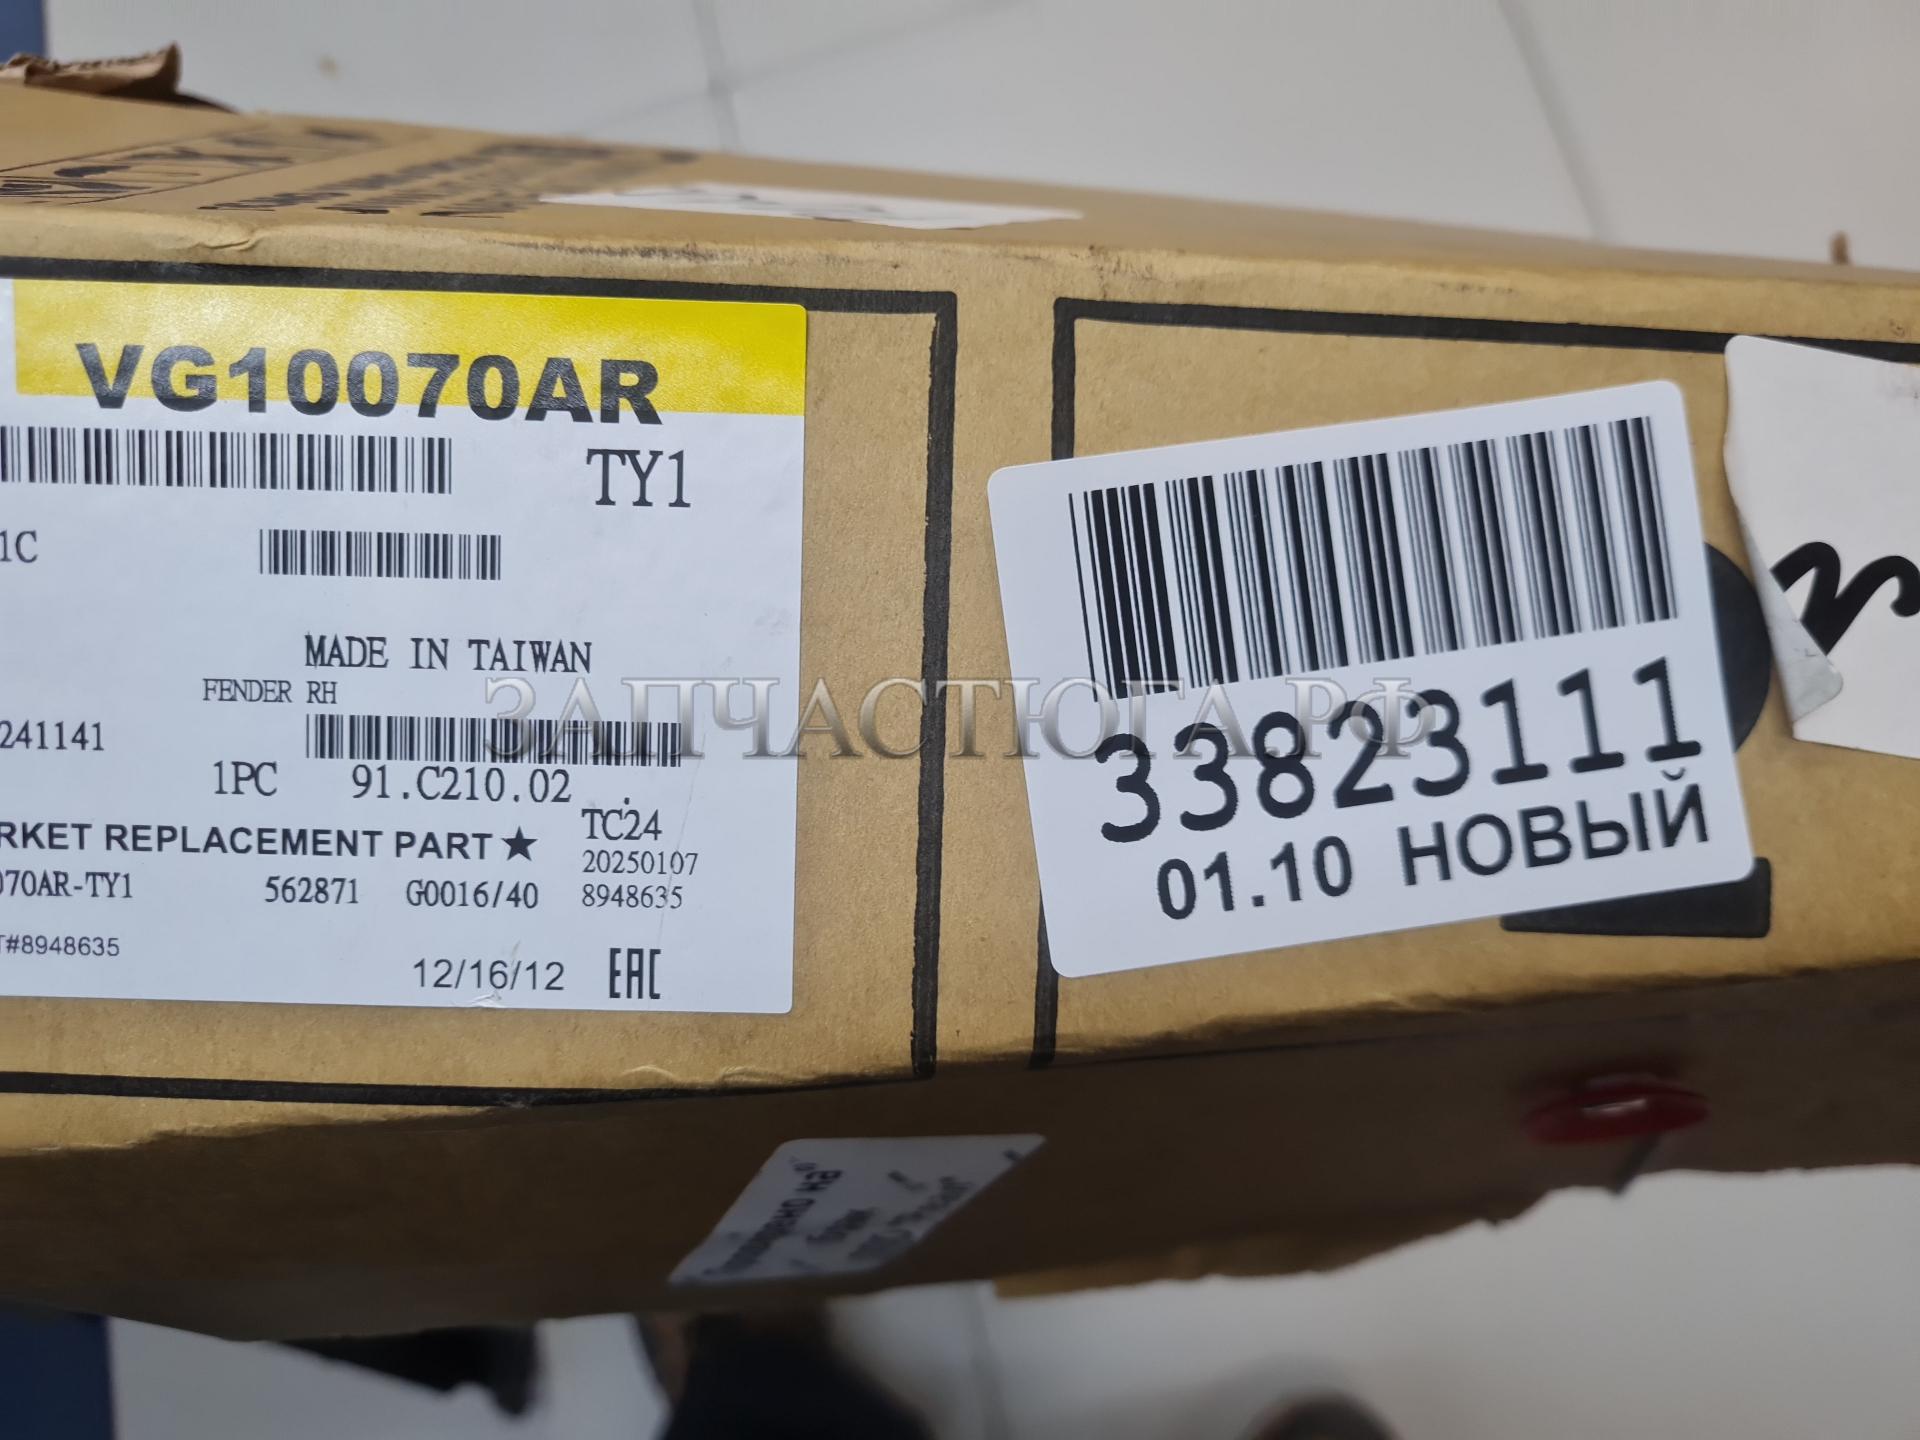 VG10070AR
TY1
1C
MADE IN TAIWAN
FENDER RH
241141
1PC 91.C210.02
TC24
RKET REPLACEMENT PART ★
20250107
070AR-TY1 562871 G0016/40 8948635
T#8948635
12/16/12 EAC
ЗАПЧАСТЮГА.РФ
33823111
01.10 НОВЫЙ